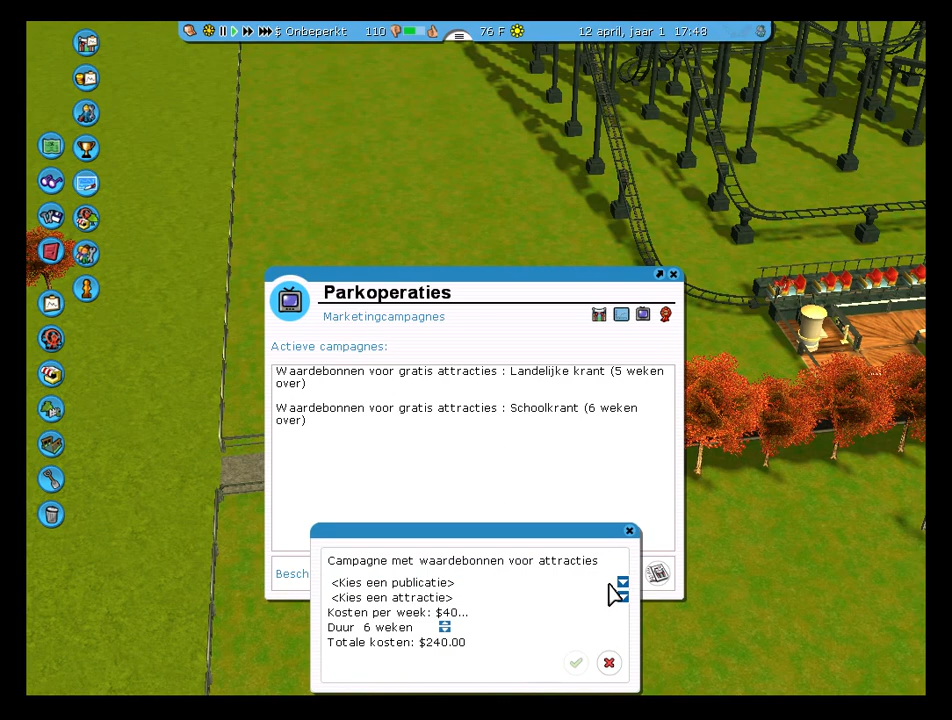 $ Onbeperkt 110 76 F 12 april, jaar 1 17:48
Parkoperaties
Marketingcampagnes
Actieve campagnes:
Waardebonnen voor gratis attracties : Landelijke krant (5 weken
over)
Waardebonnen voor gratis attracties : Schoolkrant (6 weken
over)
Besch
Campagne met waardebonnen voor attracties
<Kies een publicatie>
<Kies een attractie>
Kosten per week: $40...
Duur 6 weken
Totale kosten: $240.00